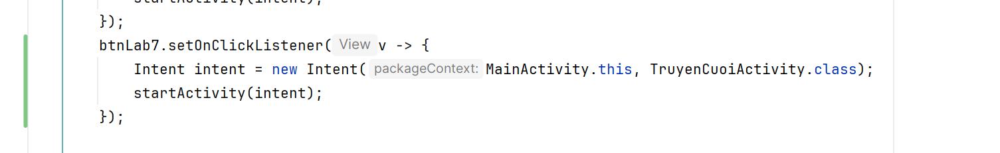 startActivity(intent);
});
btnLab7.setOnClickListener( View v -> {
Intent intent = new Intent( packageContext: MainActivity.this, TruyenCuoiActivity.class);
startActivity(intent);
});